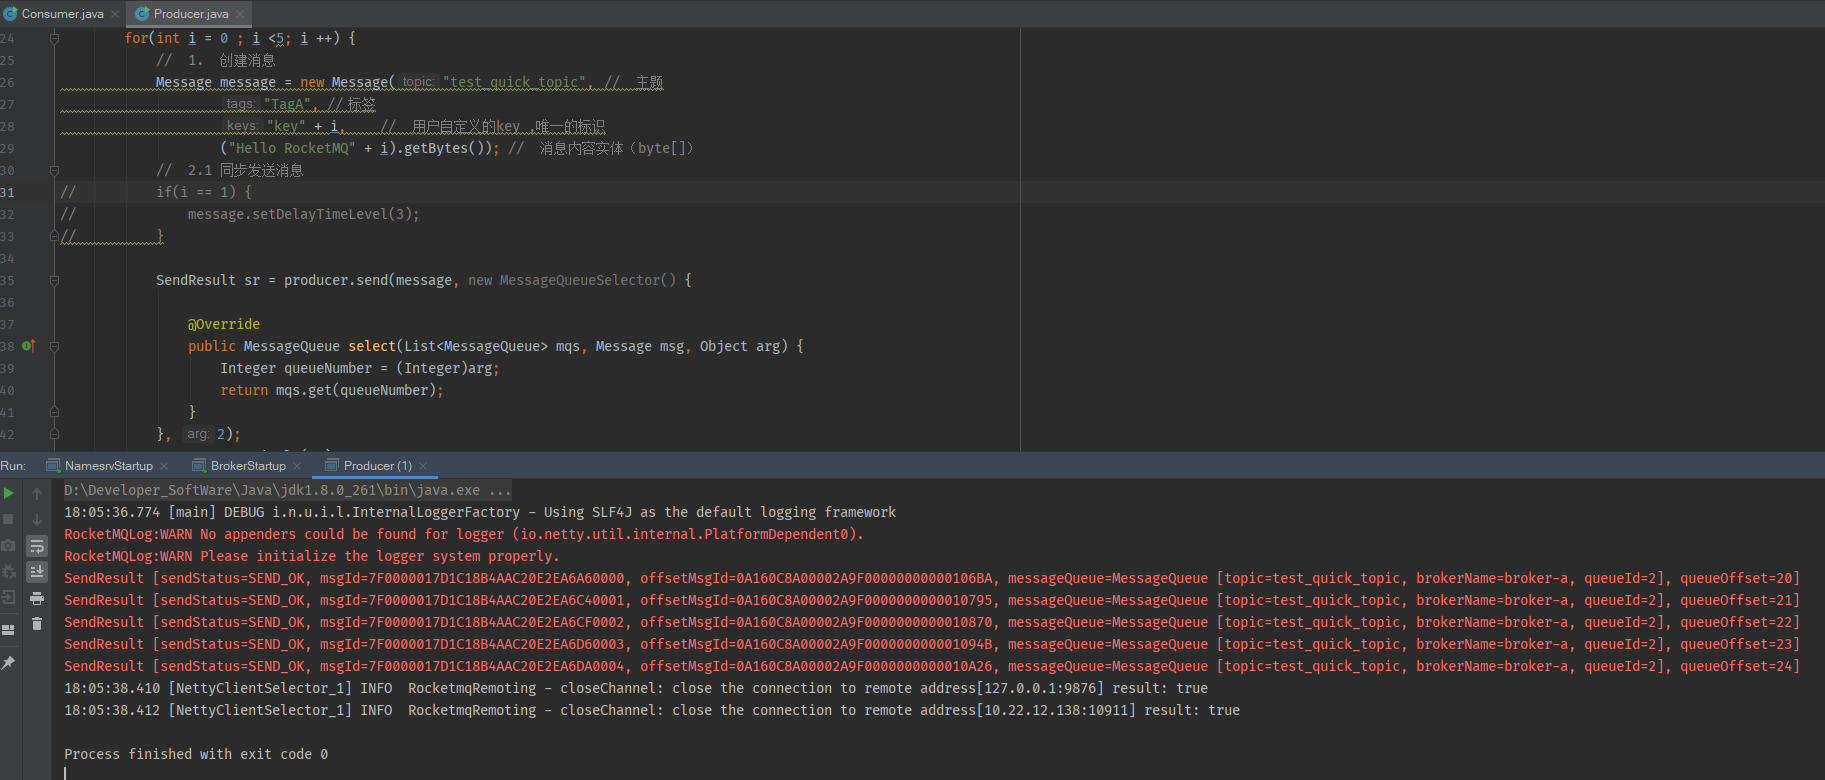 Consumer.java
Producer.java
24 for(int i = 0 ; i <5; i ++) {
25 // 1. 创建消息
26 Message message = new Message( topic: "test_quick_topic", // 主题
27 tags: "TagA", // 标签
28 keys: "key" + i, // 用户自定义的key ,唯一的标识
29 ("Hello RocketMQ" + i).getBytes()); // 消息内容实体（byte[]）
30 // 2.1 同步发送消息
31 // if(i == 1) {
32 // message.setDelayTimeLevel(3);
33 // }
34
35 SendResult sr = producer.send(message, new MessageQueueSelector() {
36
37 @Override
38 public MessageQueue select(List<MessageQueue> mqs, Message msg, Object arg) {
39 Integer queueNumber = (Integer)arg;
40 return mqs.get(queueNumber);
41 }
42 }, arg: 2);
Run: NamesrvStartup BrokerStartup Producer (1)
D:\Developer_SoftWare\Java\jdk1.8.0_261\bin\java.exe ...
18:05:36.774 [main] DEBUG i.n.u.i.l.InternalLoggerFactory - Using SLF4J as the default logging framework
RocketMQLog:WARN No appenders could be found for logger (io.netty.util.internal.PlatformDependent0).
RocketMQLog:WARN Please initialize the logger system properly.
SendResult [sendStatus=SEND_OK, msgId=7F0000017D1C18B4AAC20E2EA6A60000, offsetMsgId=0A160C8A00002A9F00000000000106BA, messageQueue=MessageQueue [topic=test_quick_topic, brokerName=broker-a, queueId=2], queueOffset=20]
SendResult [sendStatus=SEND_OK, msgId=7F0000017D1C18B4AAC20E2EA6C40001, offsetMsgId=0A160C8A00002A9F0000000000010795, messageQueue=MessageQueue [topic=test_quick_topic, brokerName=broker-a, queueId=2], queueOffset=21]
SendResult [sendStatus=SEND_OK, msgId=7F0000017D1C18B4AAC20E2EA6CF0002, offsetMsgId=0A160C8A00002A9F0000000000010870, messageQueue=MessageQueue [topic=test_quick_topic, brokerName=broker-a, queueId=2], queueOffset=22]
SendResult [sendStatus=SEND_OK, msgId=7F0000017D1C18B4AAC20E2EA6D60003, offsetMsgId=0A160C8A00002A9F000000000001094B, messageQueue=MessageQueue [topic=test_quick_topic, brokerName=broker-a, queueId=2], queueOffset=23]
SendResult [sendStatus=SEND_OK, msgId=7F0000017D1C18B4AAC20E2EA6DA0004, offsetMsgId=0A160C8A00002A9F0000000000010A26, messageQueue=MessageQueue [topic=test_quick_topic, brokerName=broker-a, queueId=2], queueOffset=24]
18:05:38.410 [NettyClientSelector_1] INFO RocketmqRemoting - closeChannel: close the connection to remote address[127.0.0.1:9876] result: true
18:05:38.412 [NettyClientSelector_1] INFO RocketmqRemoting - closeChannel: close the connection to remote address[10.22.12.138:10911] result: true
Process finished with exit code 0